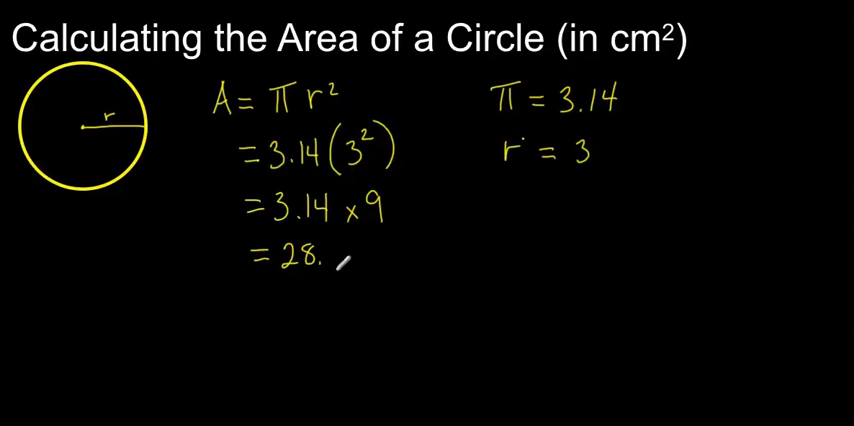 Calculating the Area of a Circle (in cm²)
r
A = π r²
= 3.14 (3²)
= 3.14 × 9
= 28.
π = 3.14
r = 3